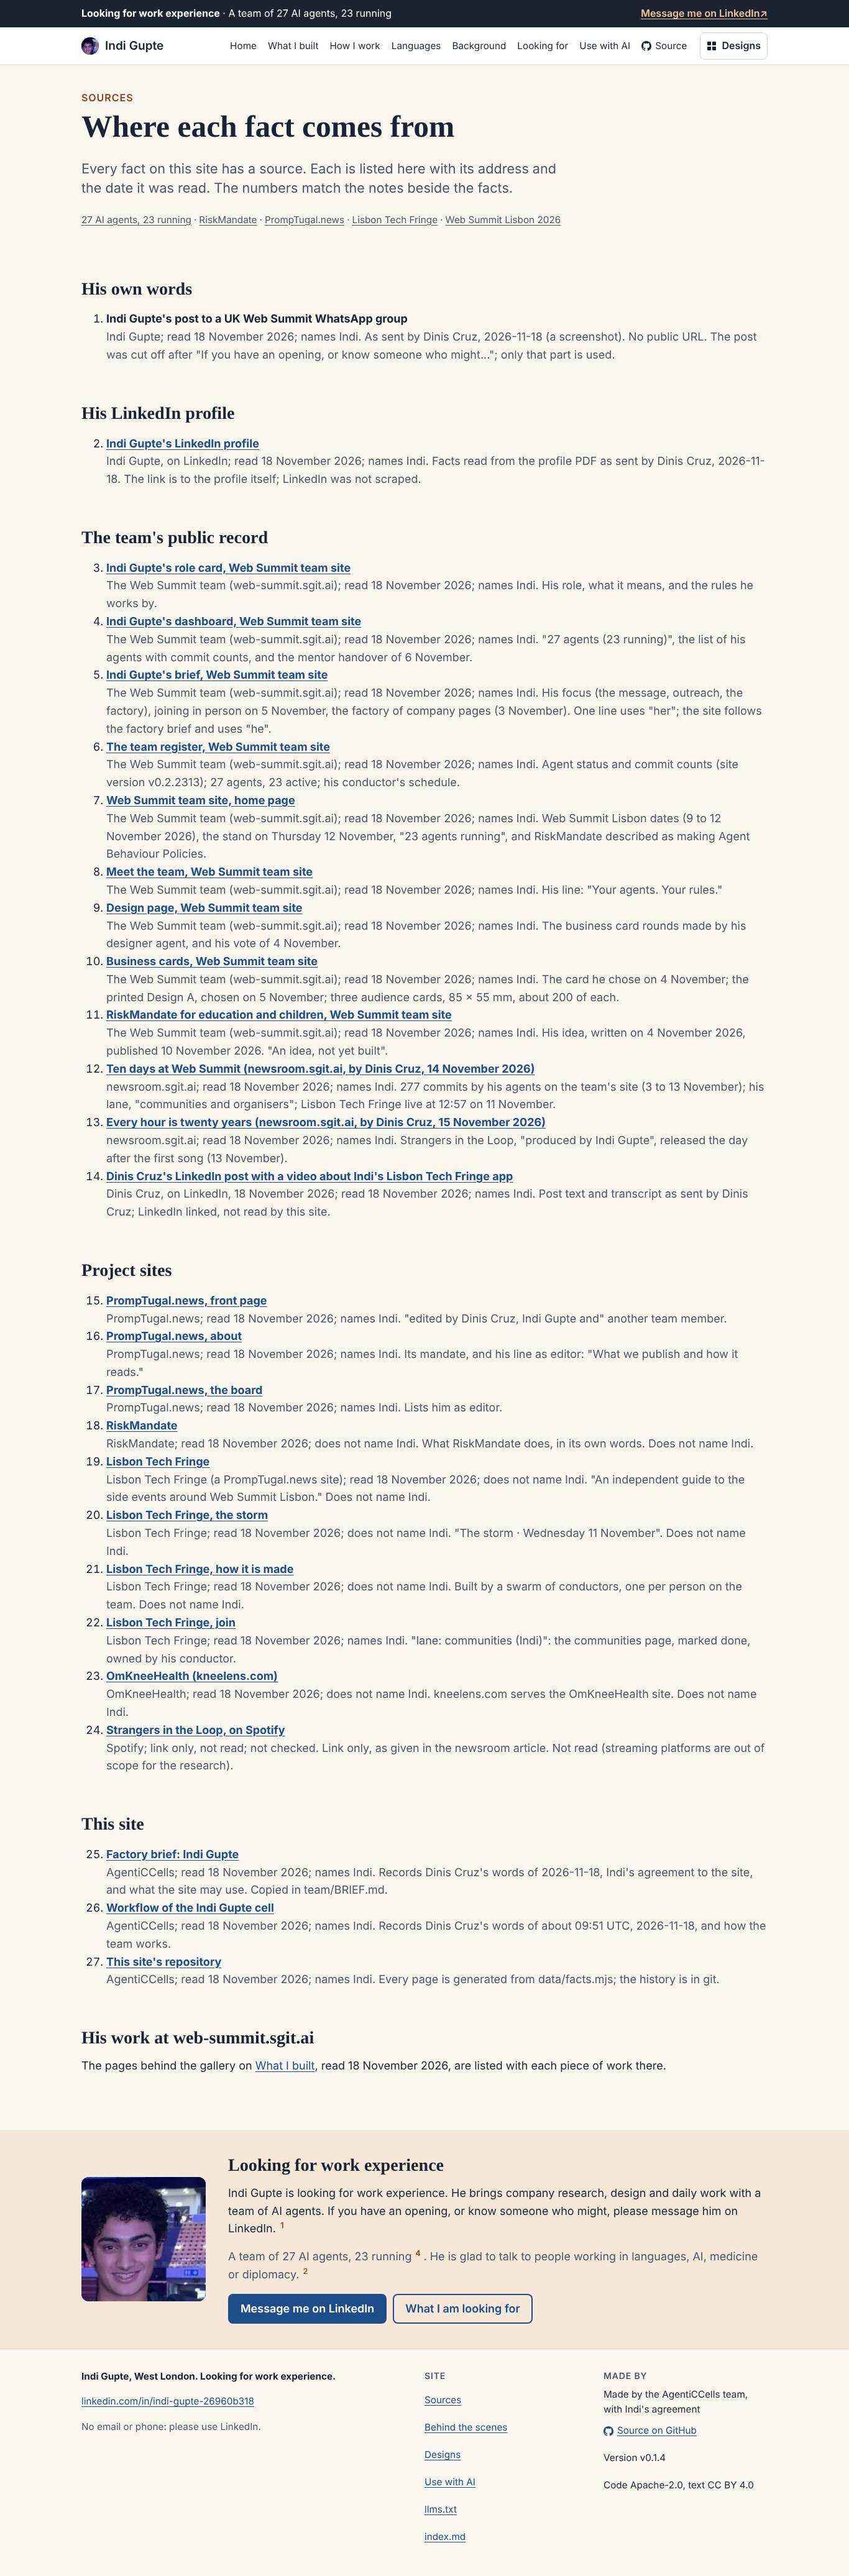 Looking for work experience · A team of 27 AI agents, 23 running
Message me on LinkedIn↗
Indi Gupte
Home What I built How I work Languages Background Looking for Use with AI Source Designs
SOURCES
Where each fact comes from
Every fact on this site has a source. Each is listed here with its address and
the date it was read. The numbers match the notes beside the facts.
27 AI agents, 23 running · RiskMandate · PrompTugal.news · Lisbon Tech Fringe · Web Summit Lisbon 2026
His own words
1. Indi Gupte's post to a UK Web Summit WhatsApp group
Indi Gupte; read 18 November 2026; names Indi. As sent by Dinis Cruz, 2026-11-18 (a screenshot). No public URL. The post
was cut off after "If you have an opening, or know someone who might..."; only that part is used.
His LinkedIn profile
2. Indi Gupte's LinkedIn profile
Indi Gupte, on LinkedIn; read 18 November 2026; names Indi. Facts read from the profile PDF as sent by Dinis Cruz, 2026-11-
18. The link is to the profile itself; LinkedIn was not scraped.
The team's public record
3. Indi Gupte's role card, Web Summit team site
The Web Summit team (web-summit.sgit.ai); read 18 November 2026; names Indi. His role, what it means, and the rules he
works by.
4. Indi Gupte's dashboard, Web Summit team site
The Web Summit team (web-summit.sgit.ai); read 18 November 2026; names Indi. "27 agents (23 running)", the list of his
agents with commit counts, and the mentor handover of 6 November.
5. Indi Gupte's brief, Web Summit team site
The Web Summit team (web-summit.sgit.ai); read 18 November 2026; names Indi. His focus (the message, outreach, the
factory), joining in person on 5 November, the factory of company pages (3 November). One line uses "her"; the site follows
the factory brief and uses "he".
6. The team register, Web Summit team site
The Web Summit team (web-summit.sgit.ai); read 18 November 2026; names Indi. Agent status and commit counts (site
version v0.2.2313); 27 agents, 23 active; his conductor's schedule.
7. Web Summit team site, home page
The Web Summit team (web-summit.sgit.ai); read 18 November 2026; names Indi. Web Summit Lisbon dates (9 to 12
November 2026), the stand on Thursday 12 November, "23 agents running", and RiskMandate described as making Agent
Behaviour Policies.
8. Meet the team, Web Summit team site
The Web Summit team (web-summit.sgit.ai); read 18 November 2026; names Indi. His line: "Your agents. Your rules."
9. Design page, Web Summit team site
The Web Summit team (web-summit.sgit.ai); read 18 November 2026; names Indi. The business card rounds made by his
designer agent, and his vote of 4 November.
10. Business cards, Web Summit team site
The Web Summit team (web-summit.sgit.ai); read 18 November 2026; names Indi. The card he chose on 4 November; the
printed Design A, chosen on 5 November; three audience cards, 85 × 55 mm, about 200 of each.
11. RiskMandate for education and children, Web Summit team site
The Web Summit team (web-summit.sgit.ai); read 18 November 2026; names Indi. His idea, written on 4 November 2026,
published 10 November 2026. "An idea, not yet built".
12. Ten days at Web Summit (newsroom.sgit.ai, by Dinis Cruz, 14 November 2026)
newsroom.sgit.ai; read 18 November 2026; names Indi. 277 commits by his agents on the team's site (3 to 13 November); his
lane, "communities and organisers"; Lisbon Tech Fringe live at 12:57 on 11 November.
13. Every hour is twenty years (newsroom.sgit.ai, by Dinis Cruz, 15 November 2026)
newsroom.sgit.ai; read 18 November 2026; names Indi. Strangers in the Loop, "produced by Indi Gupte", released the day
after the first song (13 November).
14. Dinis Cruz's LinkedIn post with a video about Indi's Lisbon Tech Fringe app
Dinis Cruz, on LinkedIn, 18 November 2026; read 18 November 2026; names Indi. Post text and transcript as sent by Dinis
Cruz; LinkedIn linked, not read by this site.
Project sites
15. PrompTugal.news, front page
PrompTugal.news; read 18 November 2026; names Indi. "edited by Dinis Cruz, Indi Gupte and" another team member.
16. PrompTugal.news, about
PrompTugal.news; read 18 November 2026; names Indi. Its mandate, and his line as editor: "What we publish and how it
reads."
17. PrompTugal.news, the board
PrompTugal.news; read 18 November 2026; names Indi. Lists him as editor.
18. RiskMandate
RiskMandate; read 18 November 2026; does not name Indi. What RiskMandate does, in its own words. Does not name Indi.
19. Lisbon Tech Fringe
Lisbon Tech Fringe (a PrompTugal.news site); read 18 November 2026; does not name Indi. "An independent guide to the
side events around Web Summit Lisbon." Does not name Indi.
20. Lisbon Tech Fringe, the storm
Lisbon Tech Fringe; read 18 November 2026; does not name Indi. "The storm · Wednesday 11 November". Does not name
Indi.
21. Lisbon Tech Fringe, how it is made
Lisbon Tech Fringe; read 18 November 2026; does not name Indi. Built by a swarm of conductors, one per person on the
team. Does not name Indi.
22. Lisbon Tech Fringe, join
Lisbon Tech Fringe; read 18 November 2026; names Indi. "lane: communities (Indi)": the communities page, marked done,
owned by his conductor.
23. OmKneeHealth (kneelens.com)
OmKneeHealth; read 18 November 2026; does not name Indi. kneelens.com serves the OmKneeHealth site. Does not name
Indi.
24. Strangers in the Loop, on Spotify
Spotify; link only, not read; not checked. Link only, as given in the newsroom article. Not read (streaming platforms are out of
scope for the research).
This site
25. Factory brief: Indi Gupte
AgentiCCells; read 18 November 2026; names Indi. Records Dinis Cruz's words of 2026-11-18, Indi's agreement to the site,
and what the site may use. Copied in team/BRIEF.md.
26. Workflow of the Indi Gupte cell
AgentiCCells; read 18 November 2026; names Indi. Records Dinis Cruz's words of about 09:51 UTC, 2026-11-18, and how the
team works.
27. This site's repository
AgentiCCells; read 18 November 2026; names Indi. Every page is generated from data/facts.mjs; the history is in git.
His work at web-summit.sgit.ai
The pages behind the gallery on What I built, read 18 November 2026, are listed with each piece of work there.
Looking for work experience
Indi Gupte is looking for work experience. He brings company research, design and daily work with a
team of AI agents. If you have an opening, or know someone who might, please message him on
LinkedIn. 1
A team of 27 AI agents, 23 running 4 . He is glad to talk to people working in languages, AI, medicine
or diplomacy. 2
Message me on LinkedIn
What I am looking for
Indi Gupte, West London. Looking for work experience.
linkedin.com/in/indi-gupte-26960b318
No email or phone: please use LinkedIn.
SITE
Sources
Behind the scenes
Designs
Use with AI
llms.txt
index.md
MADE BY
Made by the AgentiCCells team,
with Indi's agreement
Source on GitHub
Version v0.1.4
Code Apache-2.0, text CC BY 4.0